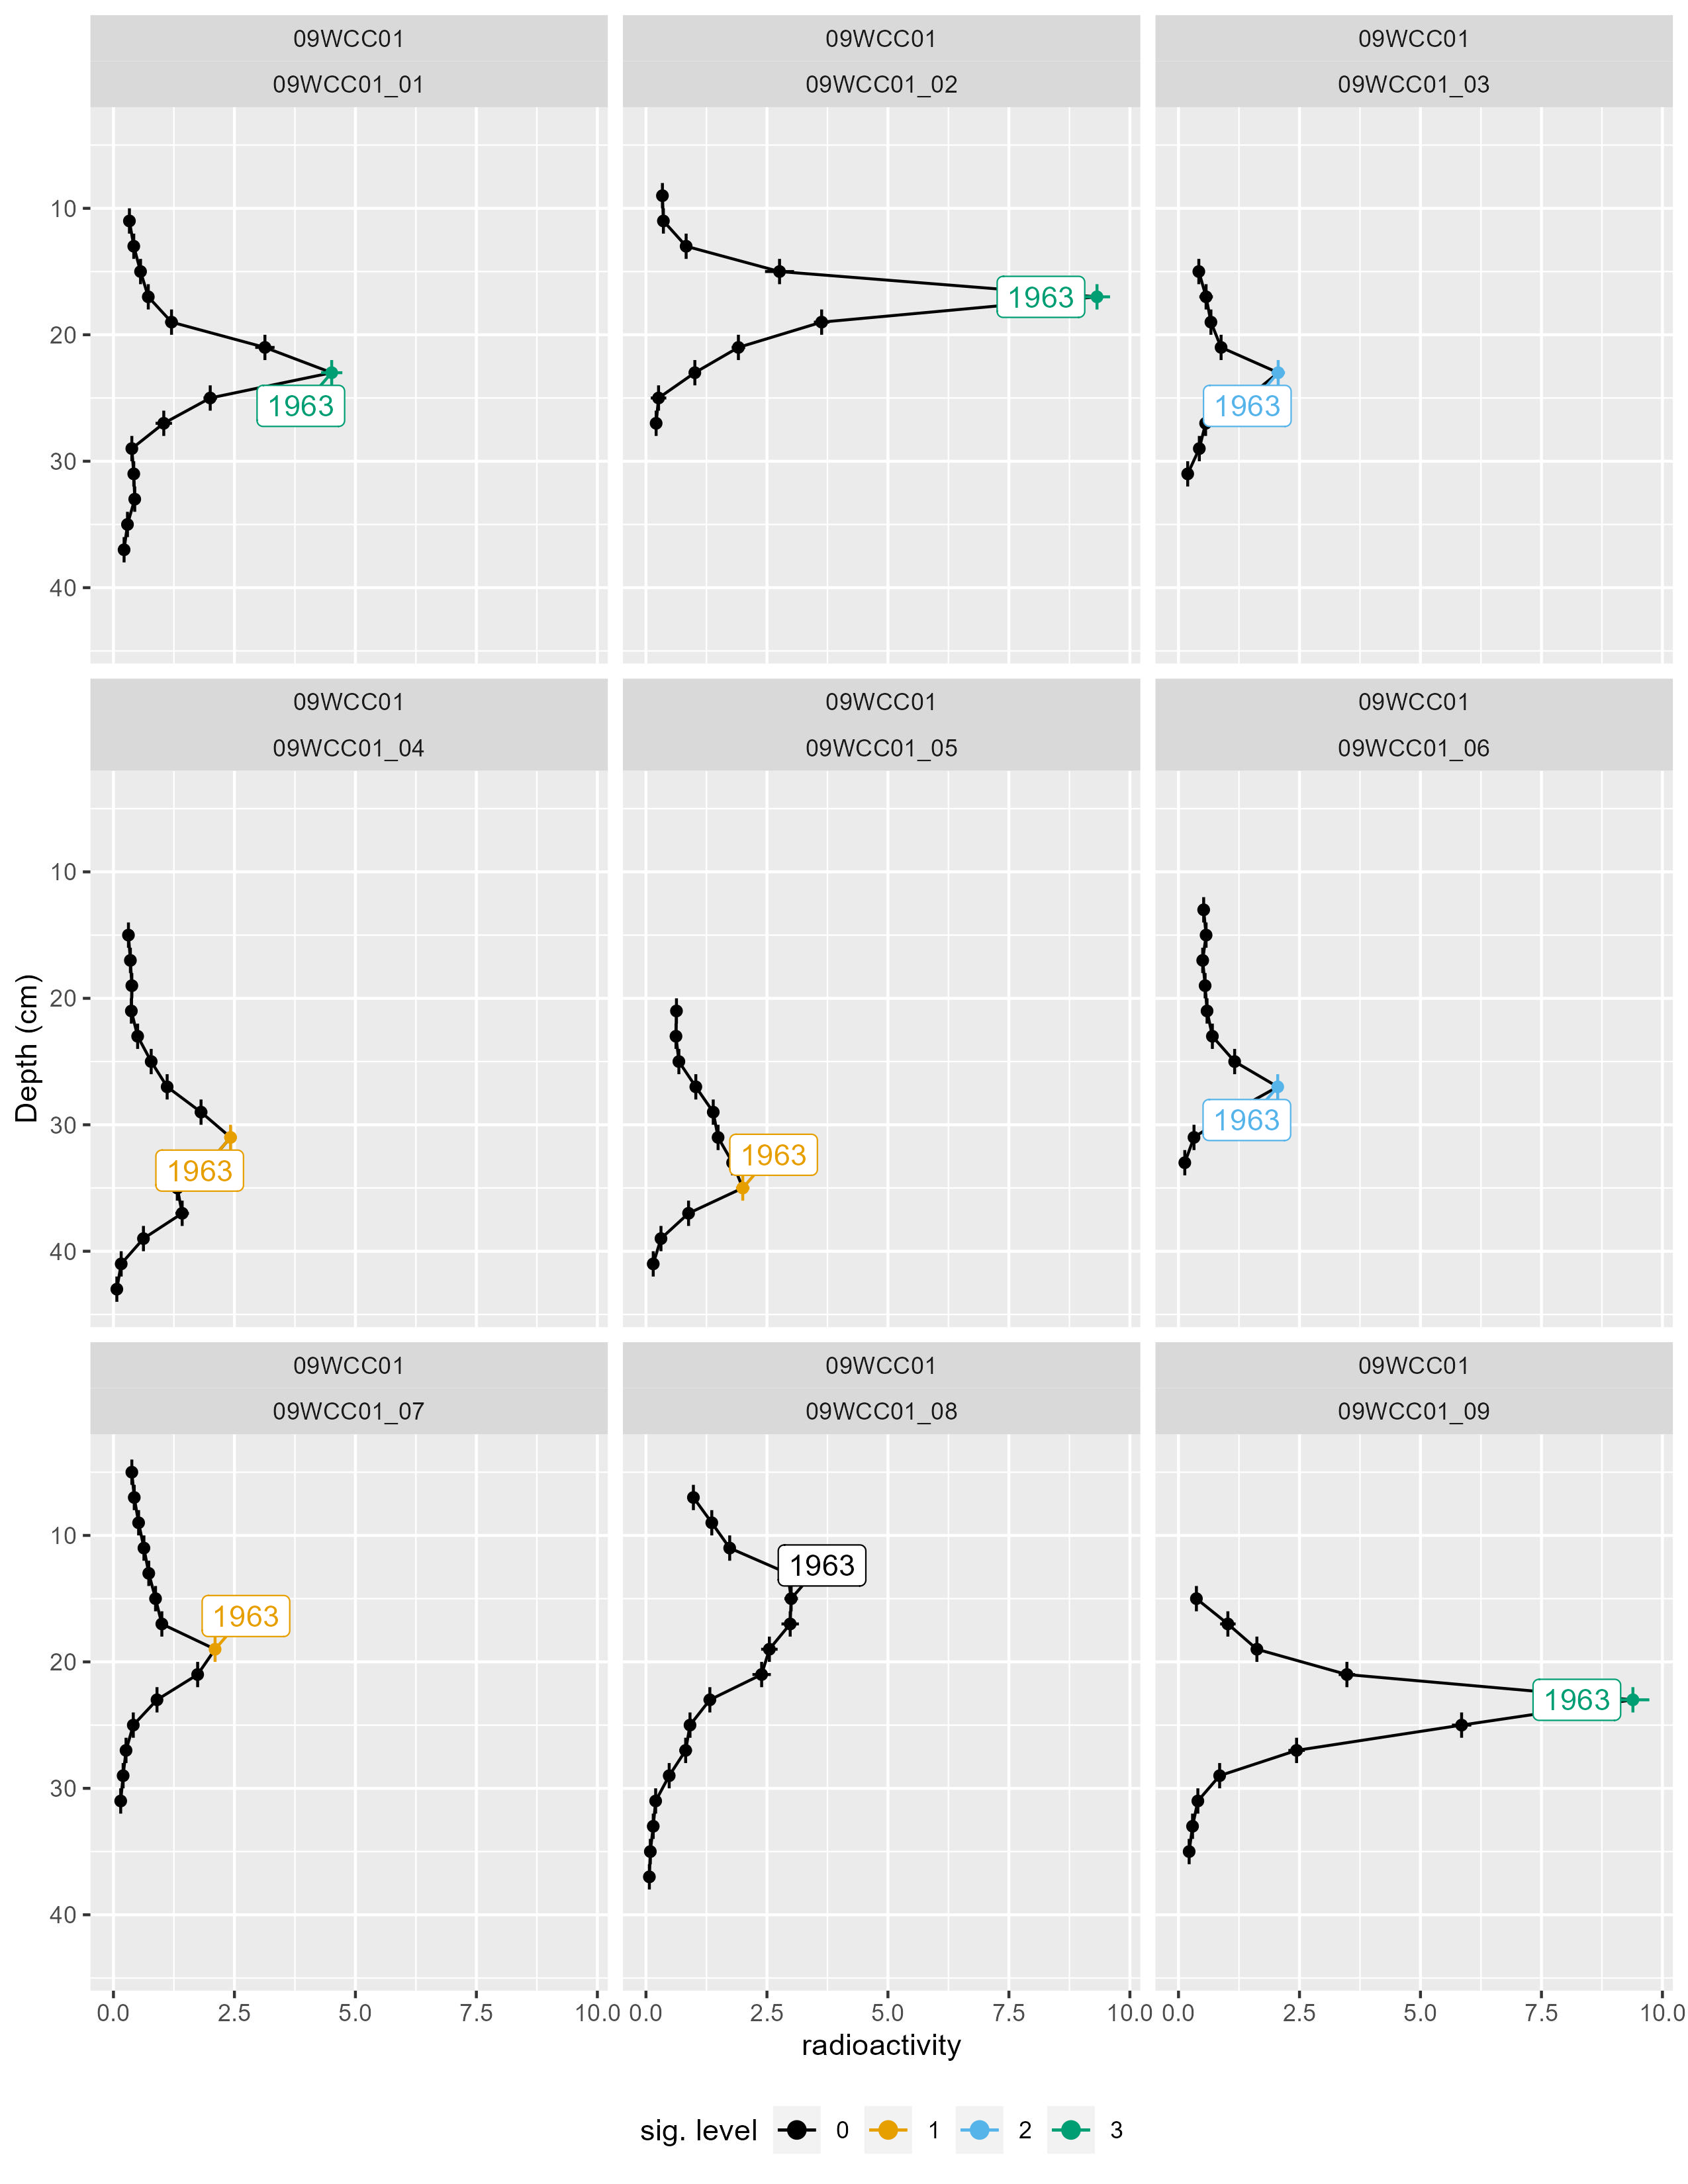 09WCC01 09WCC01 09WCC01
09WCC01_01 09WCC01_02 09WCC01_03
10
20
30
40
1963
1963
1963
09WCC01 09WCC01 09WCC01
09WCC01_04 09WCC01_05 09WCC01_06
Depth (cm)
10
20
30
40
1963
1963
1963
09WCC01 09WCC01 09WCC01
09WCC01_07 09WCC01_08 09WCC01_09
10
20
30
40
1963
1963
1963
0.0 2.5 5.0 7.5 10.0 0.0 2.5 5.0 7.5 10.0 0.0 2.5 5.0 7.5 10.0
radioactivity
sig. level 0 1 2 3